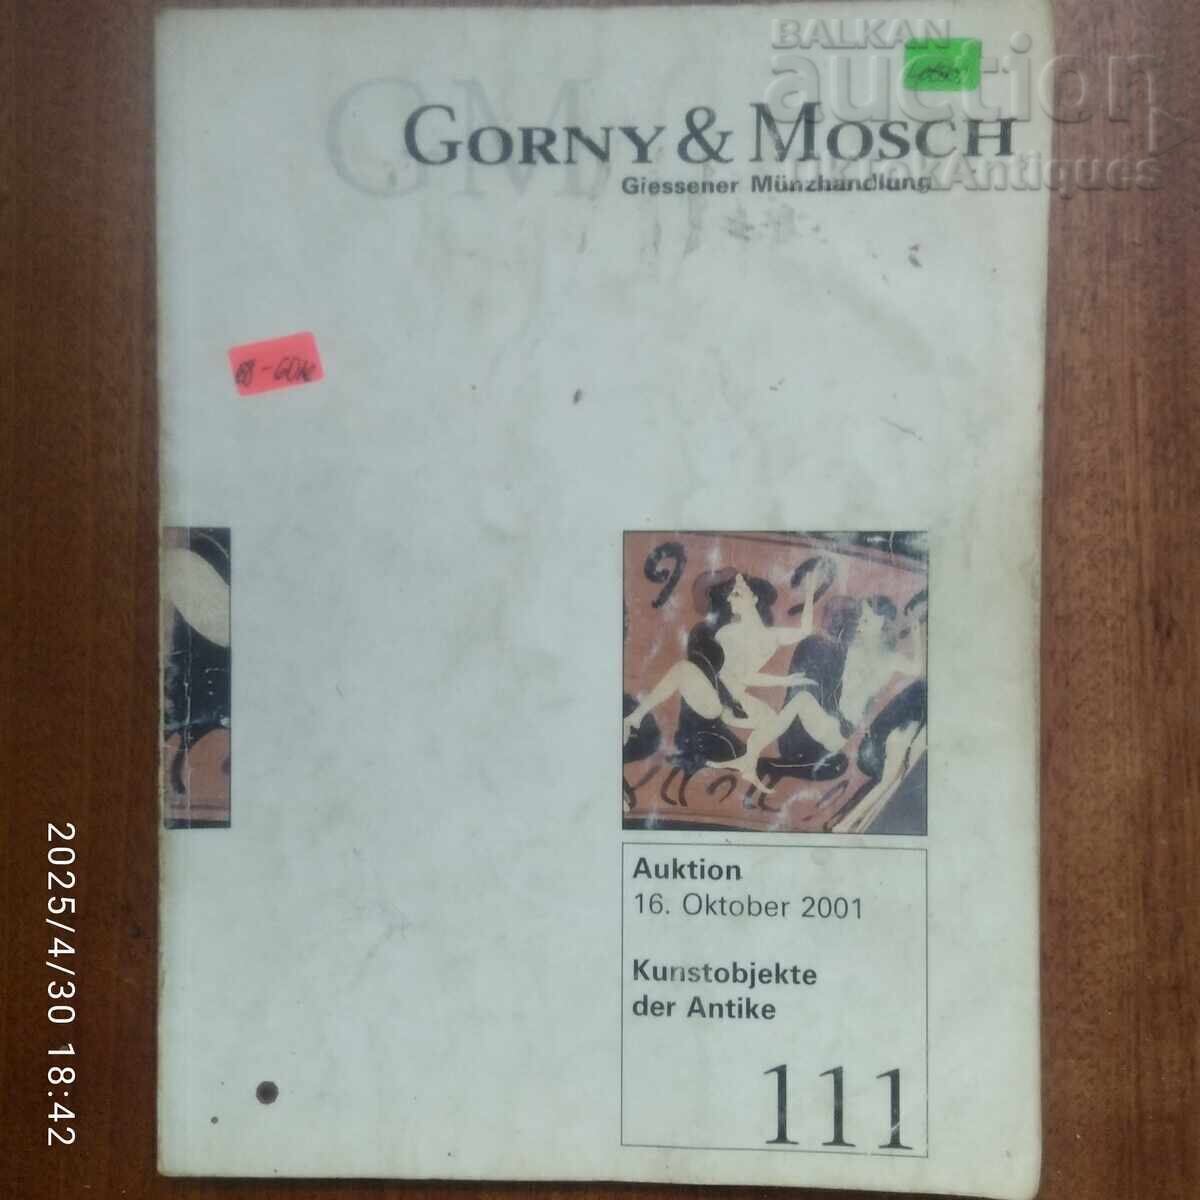 BALKAN
auction
GM
GORNY & MOSCH
Giessener Münzhandlung
Auktion
16. Oktober 2001
Kunstobjekte
der Antike
111
2025/4/30 18:42